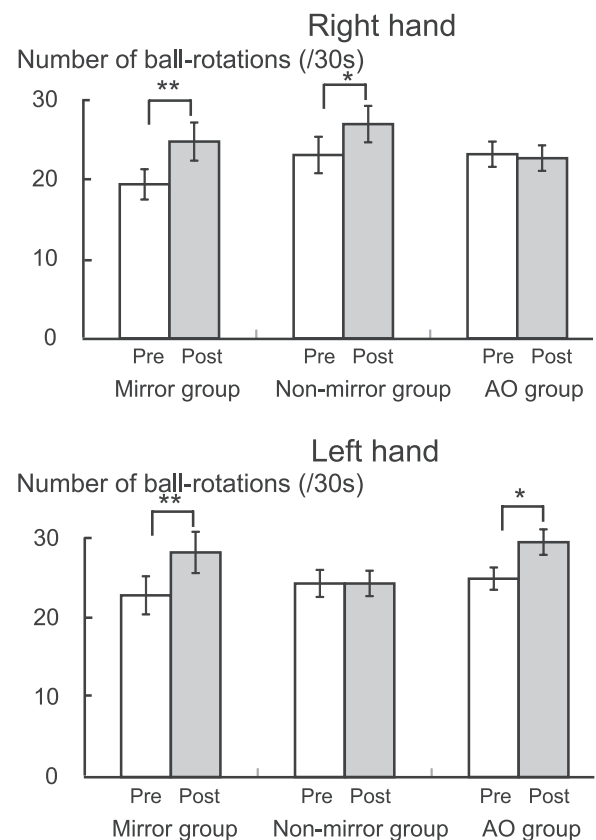 Right hand
Number of ball-rotations (/30s)
** *
30
20
10
0
Pre Post Pre Post Pre Post
Mirror group Non-mirror group AO group
Left hand
Number of ball-rotations (/30s)
** *
30
20
10
0
Pre Post Pre Post Pre Post
Mirror group Non-mirror group AO group